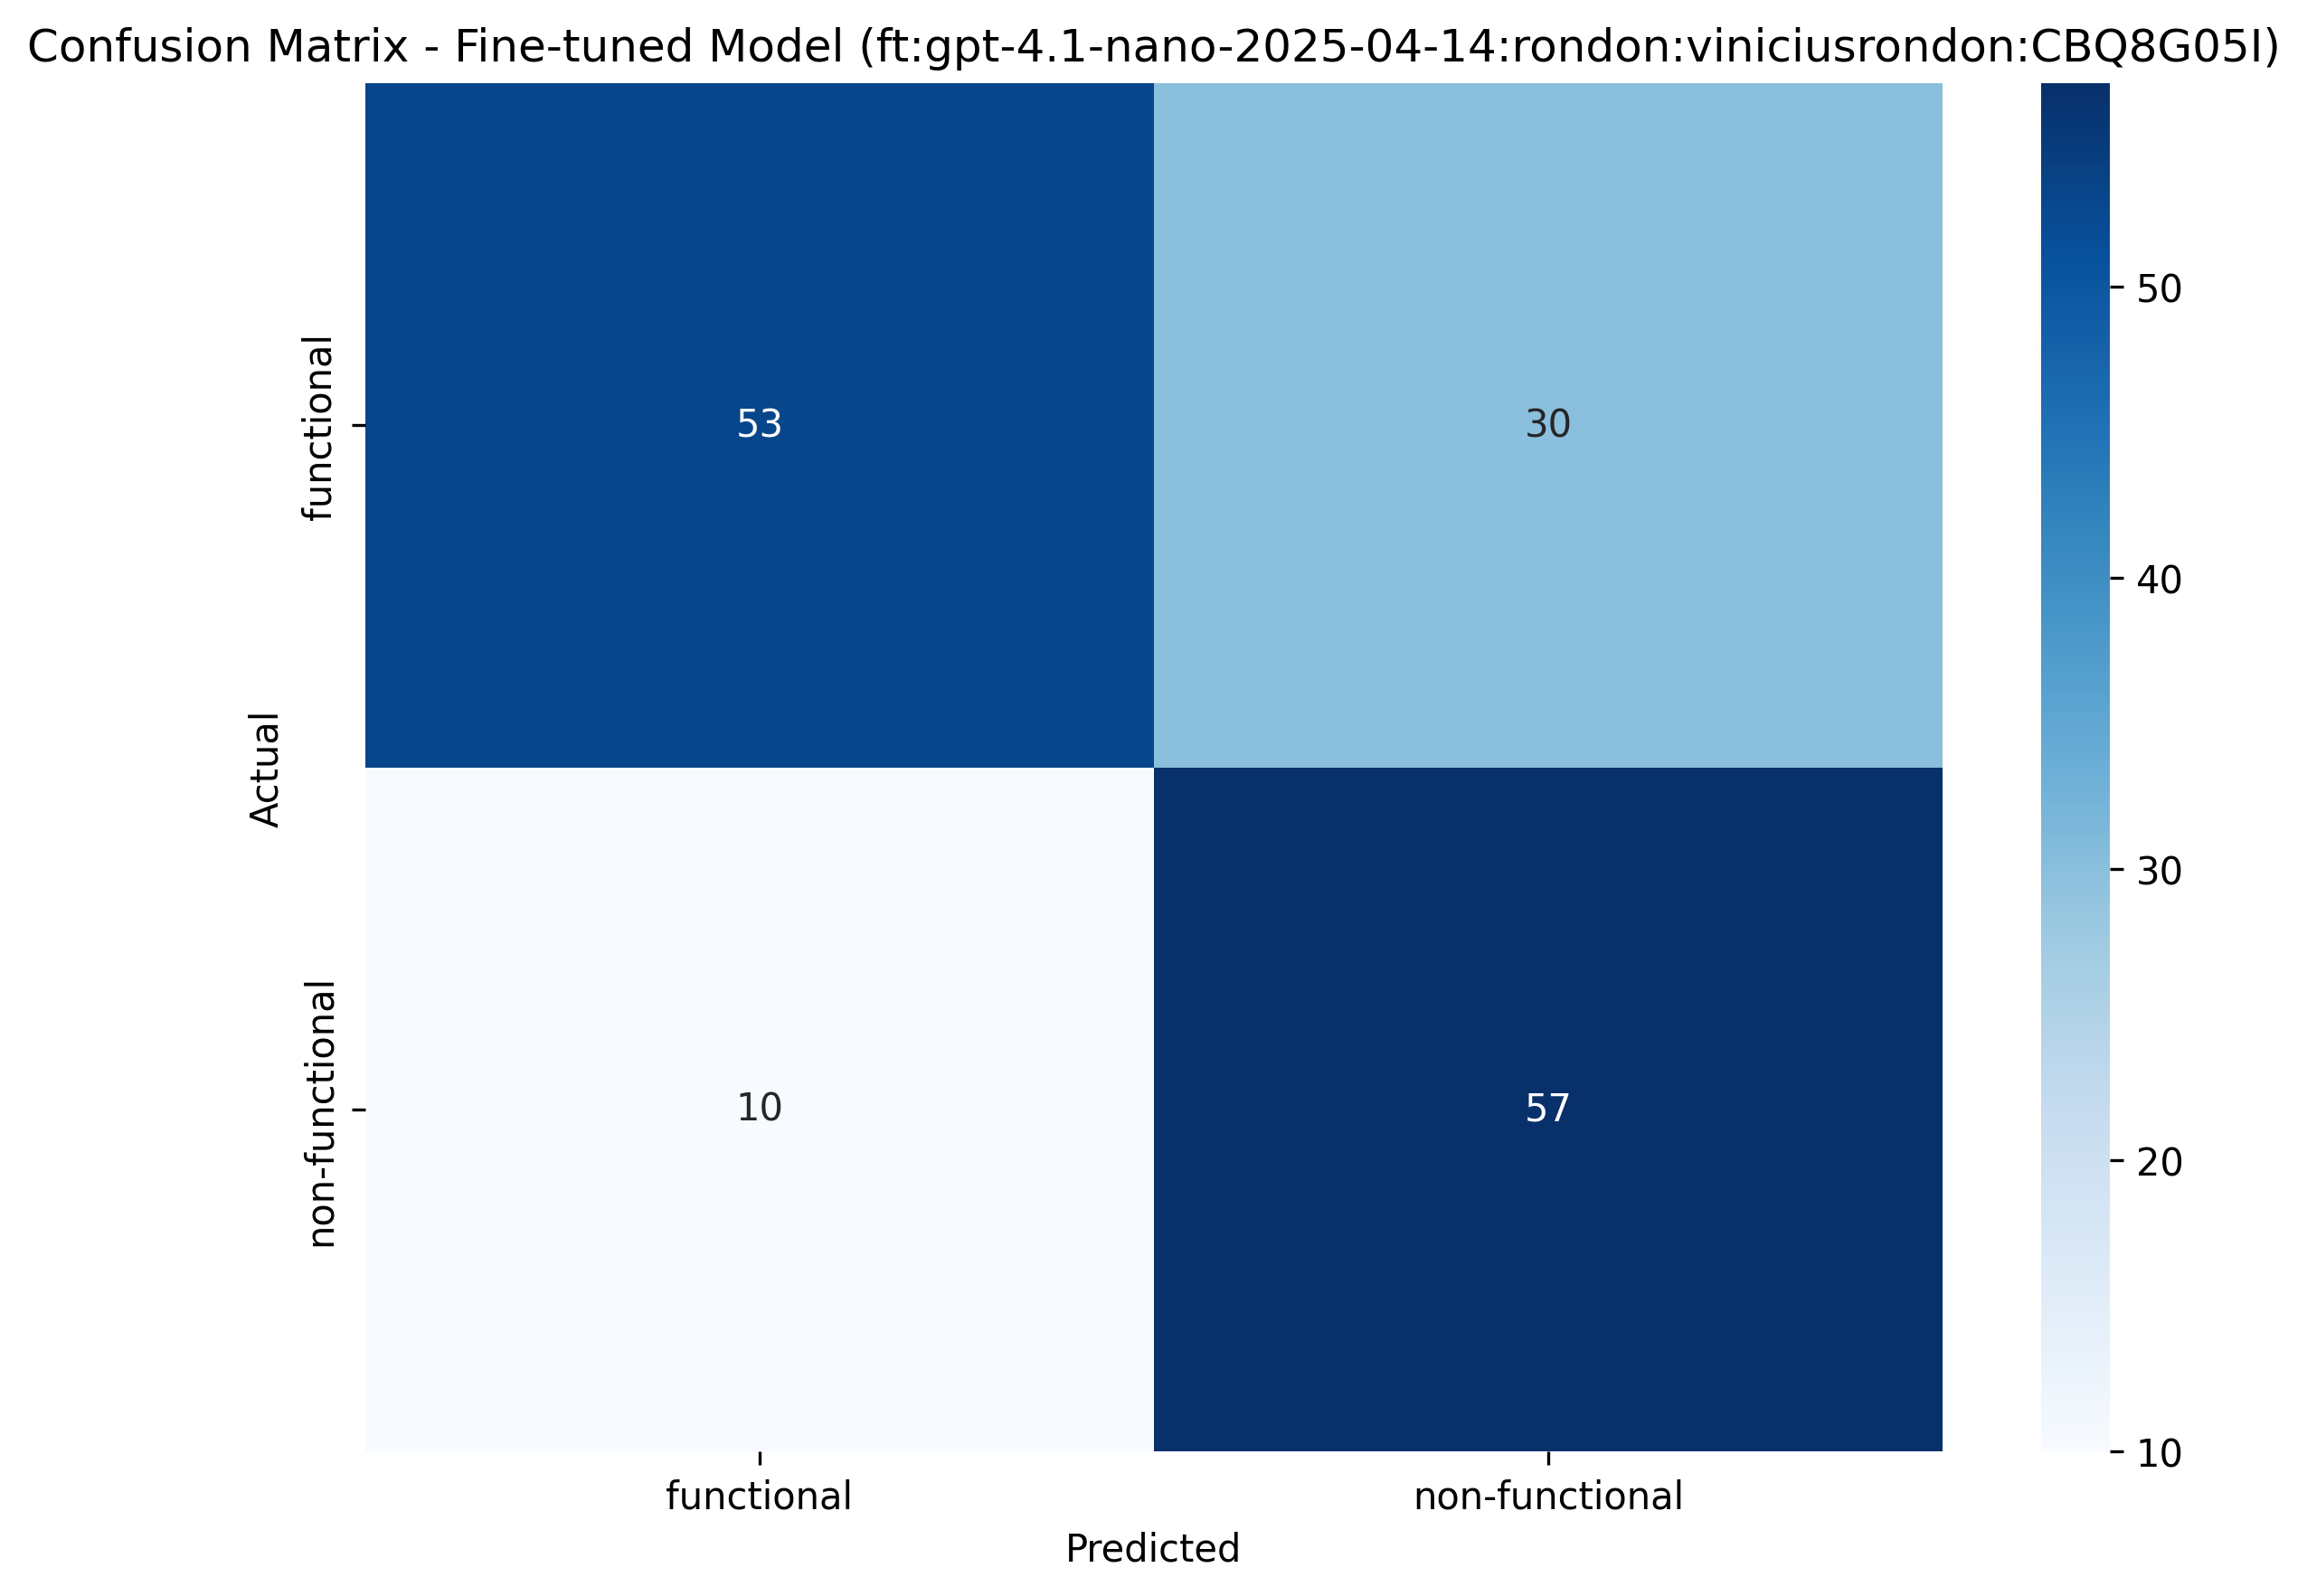 Confusion Matrix - Fine-tuned Model (ft:gpt-4.1-nano-2025-04-14:rondon:viniciusrondon:CBQ8G05I)
functional
53
30
50
40
Actual
30
non-functional
10
57
20
10
functional
non-functional
Predicted